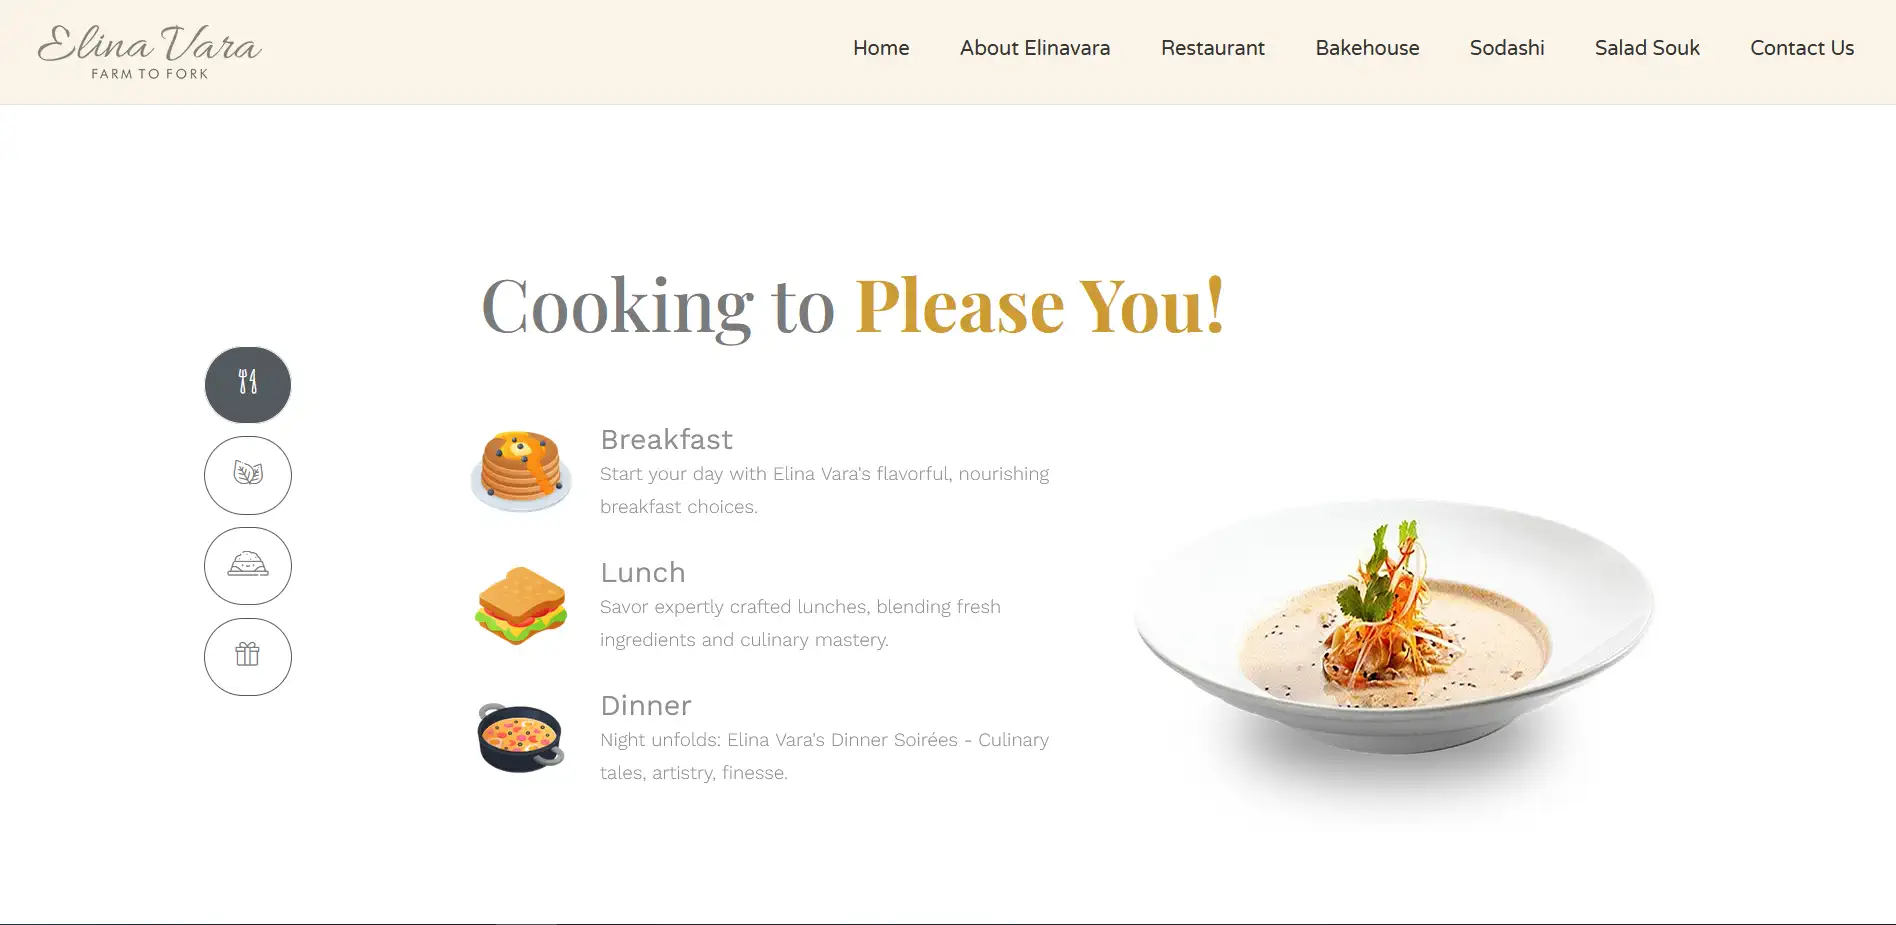 Elina Vara
FARM TO FORK
Home About Elinavara Restaurant Bakehouse Sodashi Salad Souk Contact Us
Cooking to Please You!
Breakfast
Start your day with Elina Vara's flavorful, nourishing
breakfast choices.
Lunch
Savor expertly crafted lunches, blending fresh
ingredients and culinary mastery.
Dinner
Night unfolds: Elina Vara's Dinner Soirées - Culinary
tales, artistry, finesse.